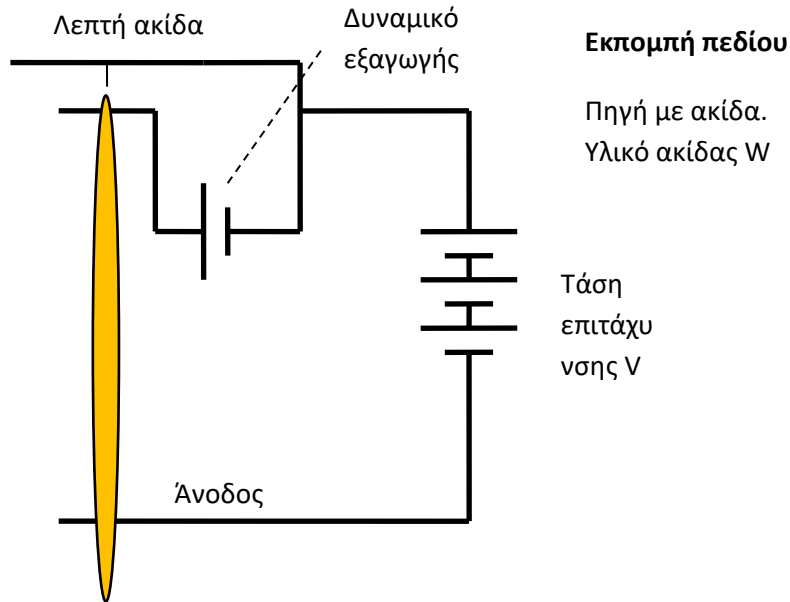 Λεπτή ακίδα
Δυναμικό
εξαγωγής
Εκπομπή πεδίου
Πηγή με ακίδα.
Υλικό ακίδας W
Τάση
επιτάχυ
νσης V
Άνοδος